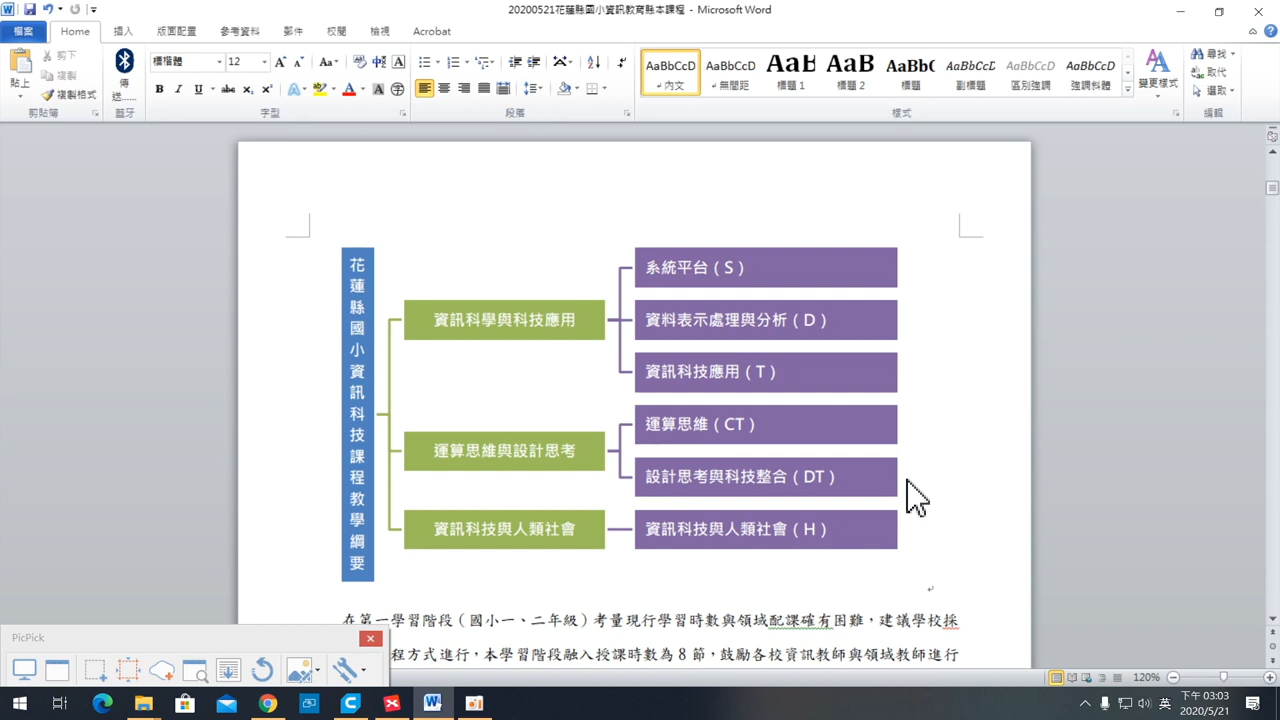 20200521花蓮縣國小資訊教育縣本課程 - Microsoft Word
檔案 Home 插入 版面配置 參考資料 郵件 校閱 檢視 Acrobat
貼上 剪下 複製 複製格式 剪貼簿
傳送... 藍牙
標楷體 12 字型
段落
AaBbCcD AaBbCcD AaBb AaBB AaBb( AaBbCcL AaBbCcD AaBbCcD
內文 無間距 標題 1 標題 2 標題 副標題 區別強調 強調斜體
樣式 變更樣式
尋找 取代 選取 編輯
花蓮縣國小資訊科技課程教學綱要
資訊科學與科技應用
系統平台(S)
資料表示處理與分析(D)
資訊科技應用(T)
運算思維與設計思考
運算思維(CT)
設計思考與科技整合(DT)
資訊科技與人類社會
資訊科技與人類社會(H)
在第一學習階段(國小一、二年級)考量現行學習時數與領域配課確有困難,建議學校採
程方式進行,本學習階段融入授課時數為 8 節,鼓勵各校資訊教師與領域教師進行
PicPick
120%
英
下午 03:03
2020/5/21